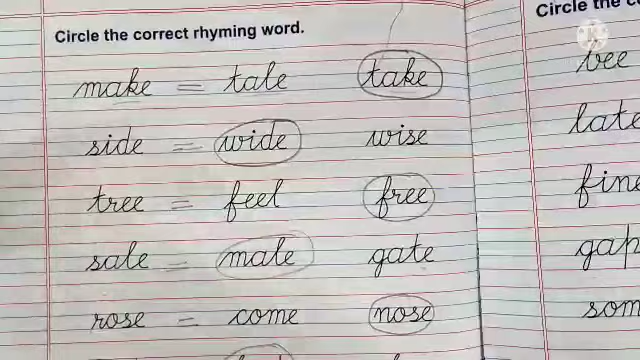 Circle the correct rhyming word.
make = tale take
side = wide wise
tree = feel free
sale = male gate
rose = come nose
Circle the
bee
late
fine
gap
som